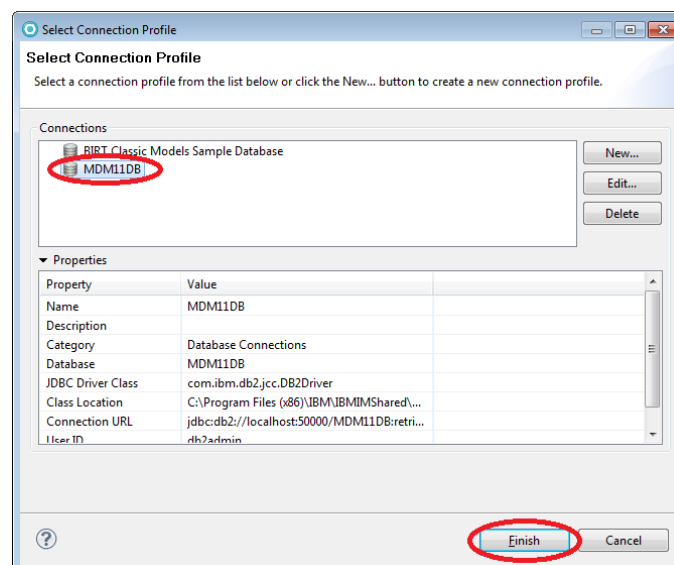 Select Connection Profile
Select Connection Profile
Select a connection profile from the list below or click the New... button to create a new connection profile.
Connections
BIRT Classic Models Sample Database
MDM11DB
New...
Edit...
Delete
Properties
Property Value
Name MDM11DB
Description
Category Database Connections
Database MDM11DB
JDBC Driver Class com.ibm.db2.jcc.DB2Driver
Class Location C:\Program Files (x86)\IBM\IBMIMShared\...
Connection URL jdbc:db2://localhost:50000/MDM11DB:retri...
User ID db2admin
Finish Cancel